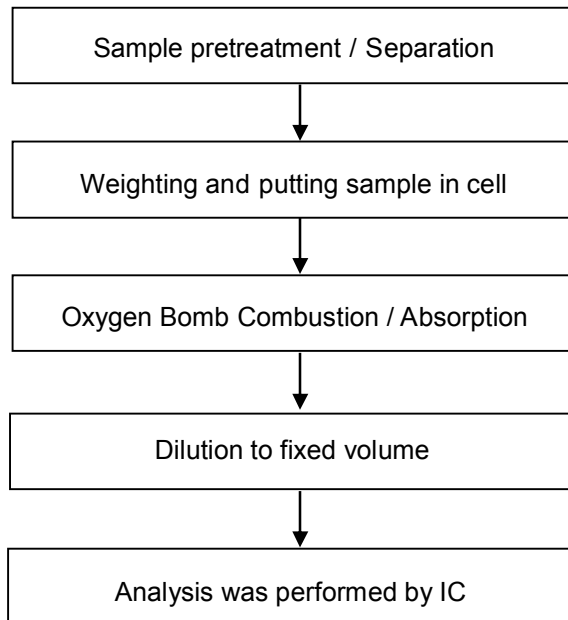 Sample pretreatment / Separation
Weighting and putting sample in cell
Oxygen Bomb Combustion / Absorption
Dilution to fixed volume
Analysis was performed by IC